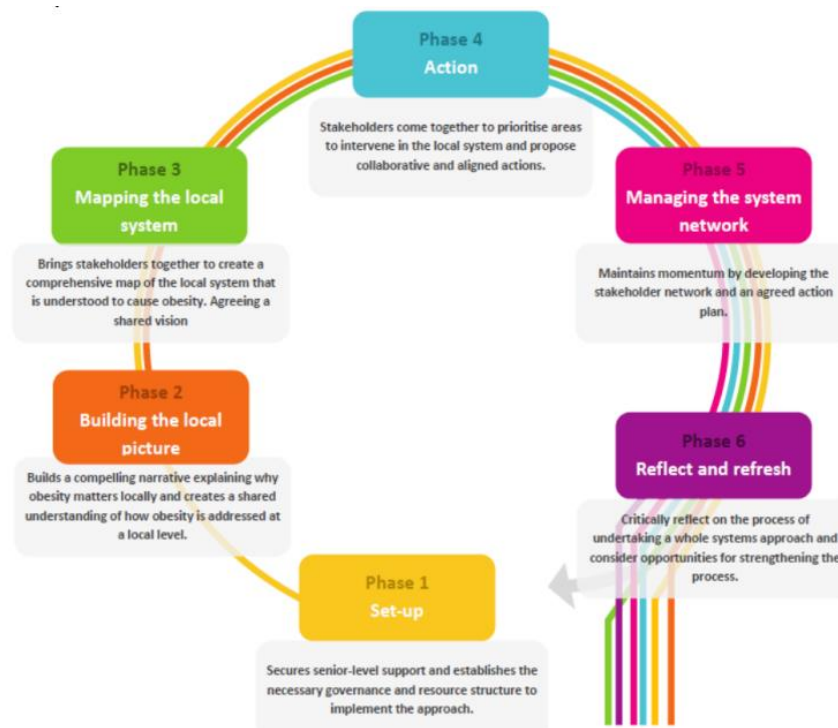 Phase 4
Action
Stakeholders come together to prioritise areas
to intervene in the local system and propose
collaborative and aligned actions.
Phase 3
Mapping the local
system
Brings stakeholders together to create a
comprehensive map of the local system that
is understood to cause obesity. Agreeing a
shared vision
Phase 5
Managing the system
network
Maintains momentum by developing the
stakeholder network and an agreed action
plan.
Phase 2
Building the local
picture
Builds a compelling narrative explaining why
obesity matters locally and creates a shared
understanding of how obesity is addressed at
a local level.
Phase 6
Reflect and refresh
Critically reflect on the process of
undertaking a whole systems approach and
consider opportunities for strengthening the
process.
Phase 1
Set-up
Secures senior-level support and establishes the
necessary governance and resource structure to
implement the approach.